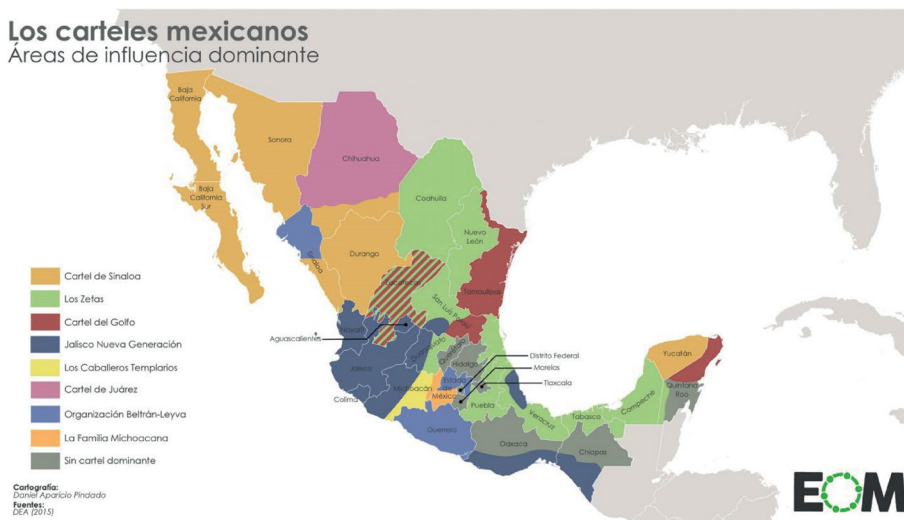 Los carteles mexicanos
Áreas de influencia dominante
Baja
California
Sonora
Chihuahua
Baja
California
Sur
Coahuila
Nuevo
León
Durango
Sinaloa
Zacatecas
Tamaulipas
San Luis Potosí
Nayarit
Aguascalientes
Guanajuato
Querétaro
Hidalgo
Jalisco
Distrito Federal
Morelos
Tlaxcala
Colima
Michoacán
Estado
de
México
Puebla
Guerrero
Veracruz
Tabasco
Campeche
Yucatán
Quintana
Roo
Oaxaca
Chiapas
Cartel de Sinaloa
Los Zetas
Cartel del Golfo
Jalisco Nueva Generación
Los Caballeros Templarios
Cartel de Juárez
Organización Beltrán-Leyva
La Familia Michoacana
Sin cartel dominante
Cartografía:
Daniel Aparicio Pindado
Fuentes:
DEA (2015)
EOM